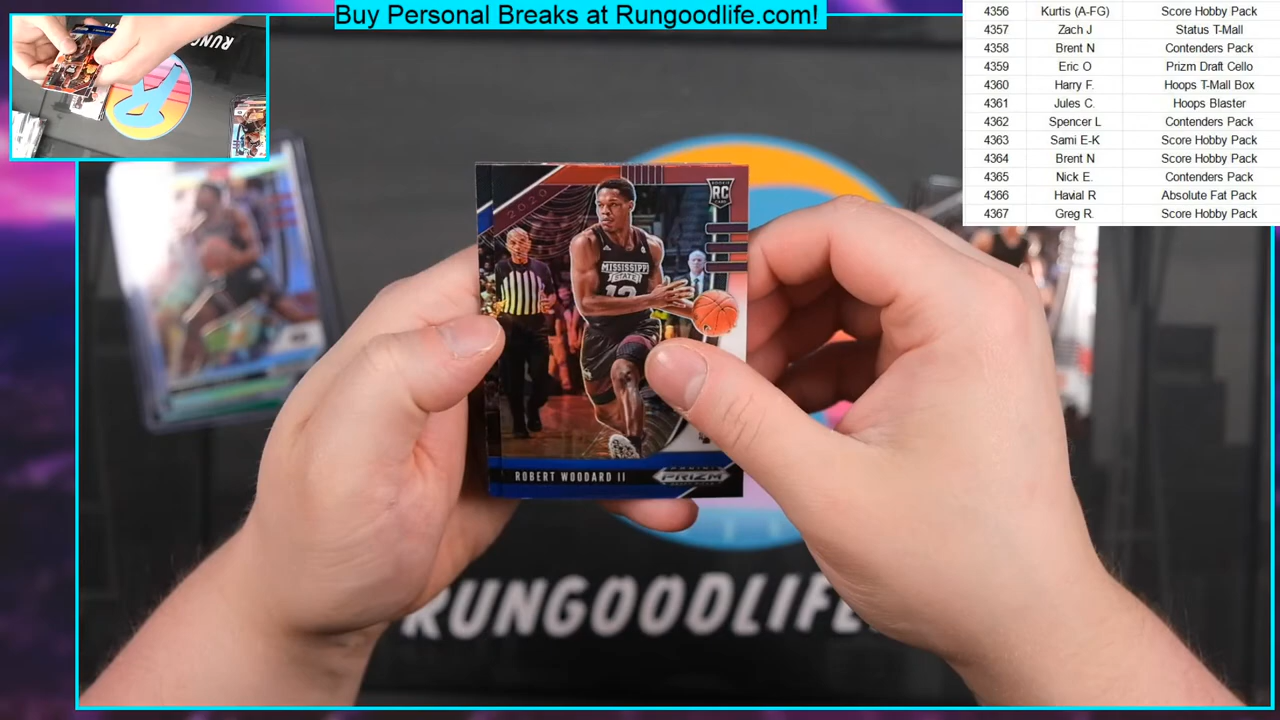 Buy Personal Breaks at Rungoodlife.com!
4356 Kurtis (A-FG) Score Hobby Pack
4357 Zach J Status T-Mall
4358 Brent N Contenders Pack
4359 Eric O Prizm Draft Cello
4360 Harry F. Hoops T-Mall Box
4361 Jules C. Hoops Blaster
4362 Spencer L Contenders Pack
4363 Sami E-K Score Hobby Pack
4364 Brent N Score Hobby Pack
4365 Nick E. Contenders Pack
4366 Havial R Absolute Fat Pack
4367 Greg R. Score Hobby Pack
2020
RC
MISSISSIPPI
STATE
12
ROBERT WOODARD II
PRIZM
RUNGOODLIFE